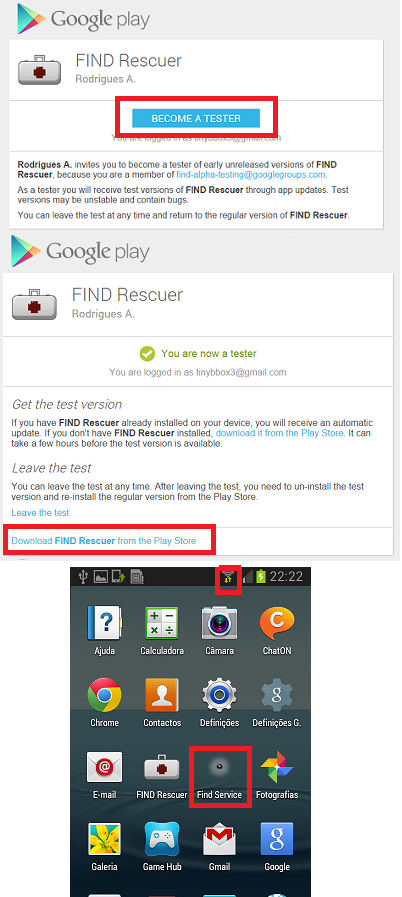 Google play
FIND Rescuer
Rodrigues A.
BECOME A TESTER
You are logged in as tinybbox3@gmail.com
Rodrigues A. invites you to become a tester of early unreleased versions of FIND
Rescuer, because you are a member of find-alpha-testing@googlegroups.com.
As a tester you will receive test versions of FIND Rescuer through app updates. Test
versions may be unstable and contain bugs.
You can leave the test at any time and return to the regular version of FIND Rescuer.
Google play
FIND Rescuer
Rodrigues A.
You are now a tester
You are logged in as tinybbox3@gmail.com
Get the test version
If you have FIND Rescuer already installed on your device, you will receive an automatic
update. If you don't have FIND Rescuer installed, download it from the Play Store. It can
take a few hours before the test version is available.
Leave the test
You can leave the test at any time. After leaving the test, you need to un-install the test
version and re-install the regular version from the Play Store.
Leave the test
Download FIND Rescuer from the Play Store
22:22
Ajuda Calculadora Câmara ChatON
Chrome Contactos Definições Definições G.
E-mail FIND Rescuer Find Service Fotografias
Galeria Game Hub Gmail Google